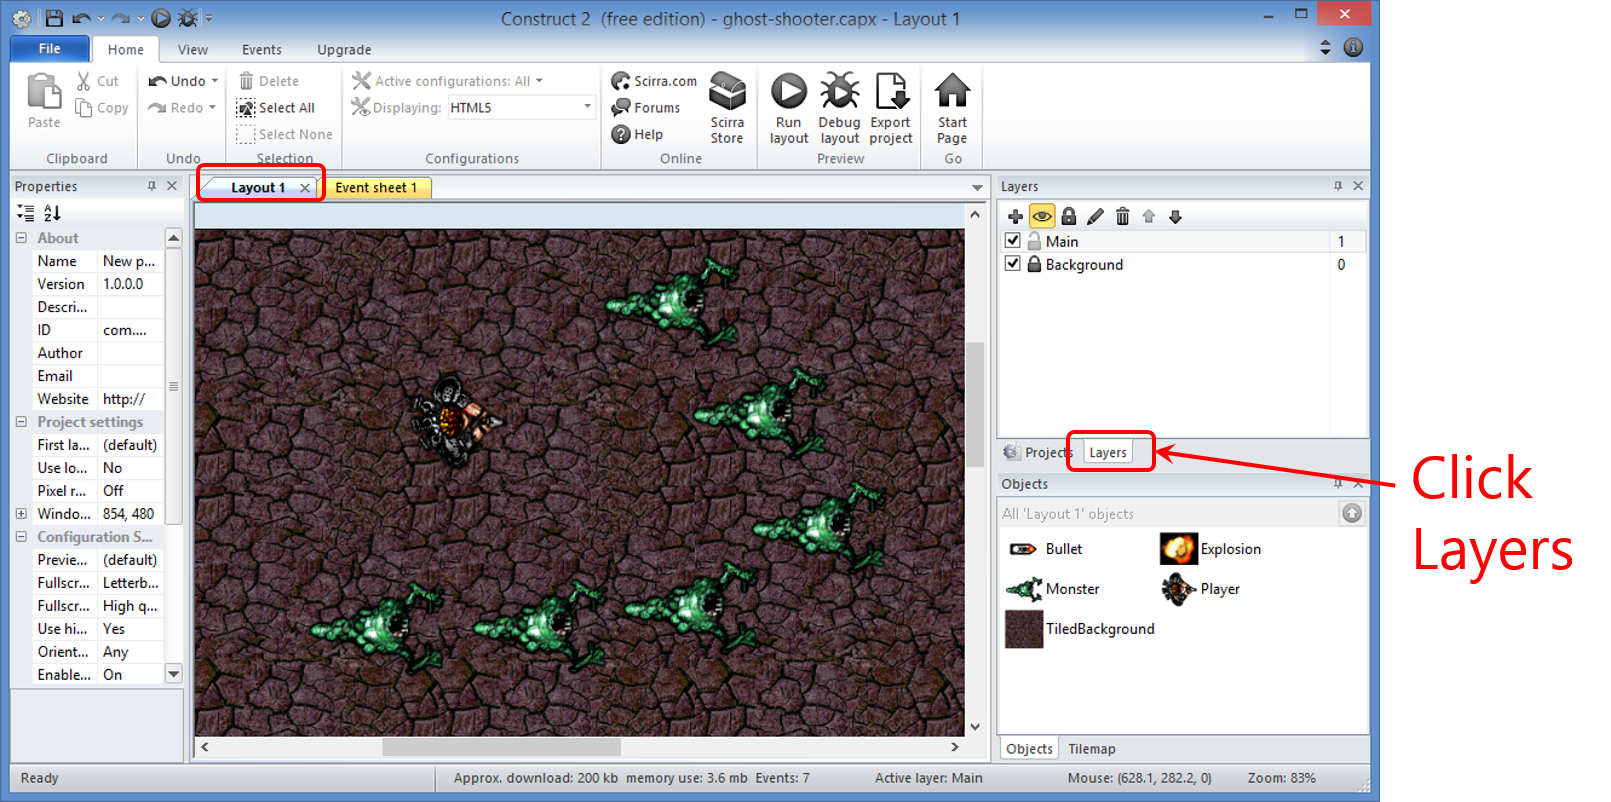 Construct 2  (free edition) - ghost-shooter.capx - Layout 1
File Home View Events Upgrade
Paste
Cut
Copy
Clipboard
Undo
Redo
Undo
Delete
Select All
Select None
Selection
Active configurations: All
Displaying: HTML5
Configurations
Scirra.com
Forums
Help
Scirra
Store
Online
Run
layout
Debug
layout
Export
project
Preview
Start
Page
Go
Properties
A
Z
About
Name New p...
Version 1.0.0.0
Descri...
ID com....
Author
Email
Website http://
Project settings
First la... (default)
Use lo... No
Pixel r... Off
Windo... 854, 480
Configuration S...
Previe... (default)
Fullscr... Letterb...
Fullscr... High q...
Use hi... Yes
Orient... Any
Enable... On
Layout 1
Event sheet 1
Layers
Main 1
Background 0
Projects Layers
Objects
All 'Layout 1' objects
Bullet Explosion
Monster Player
TiledBackground
Objects Tilemap
Click
Layers
Ready
Approx. download: 200 kb  memory use: 3.6 mb  Events: 7
Active layer: Main
Mouse: (628.1, 282.2, 0)
Zoom: 83%